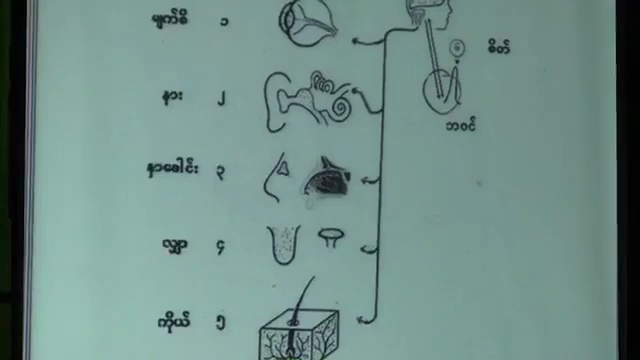 မျက်စိ ၁
စိတ်
နား ၂
ဘဝင်
နှာခေါင်း ၃
လျှာ ၄
ကိုယ် ၅